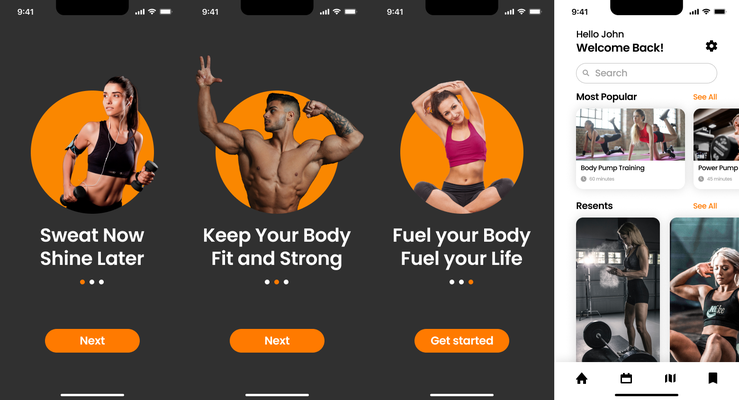 9:41
Sweat Now
Shine Later
Next
9:41
Keep Your Body
Fit and Strong
Next
9:41
Fuel your Body
Fuel your Life
Get started
9:41
Hello John
Welcome Back!
Search
Most Popular
See All
Body Pump Training
50 minutes
Power Pump
45 minutes
Resents
See All
NIKE